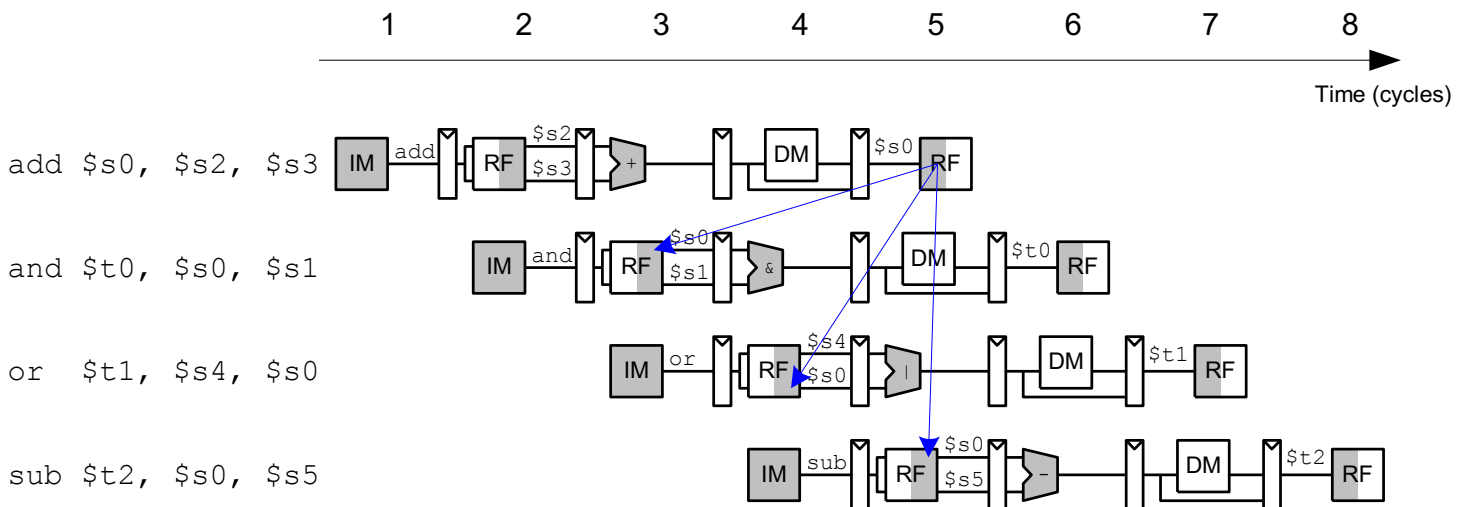 1 2 3 4 5 6 7 8
Time (cycles)
add $s0, $s2, $s3 IM add RF $s2 $s3 + DM $s0 RF
and $t0, $s0, $s1 IM and RF $s0 $s1 & DM $t0 RF
or $t1, $s4, $s0 IM or RF $s4 $s0 | DM $t1 RF
sub $t2, $s0, $s5 IM sub RF $s0 $s5 - DM $t2 RF